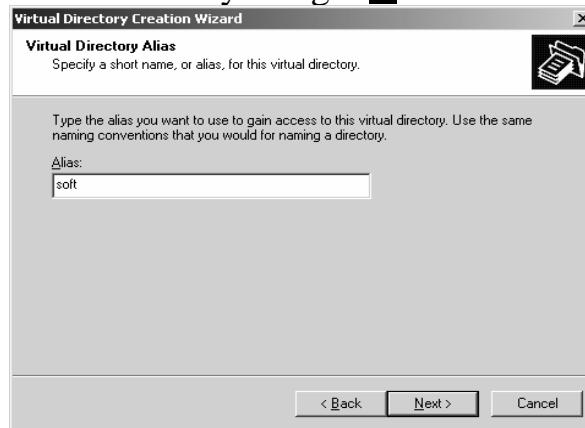 Virtual Directory Creation Wizard
Virtual Directory Alias
Specify a short name, or alias, for this virtual directory.
Type the alias you want to use to gain access to this virtual directory. Use the same
naming conventions that you would for naming a directory.
Alias:
soft
< Back
Next >
Cancel